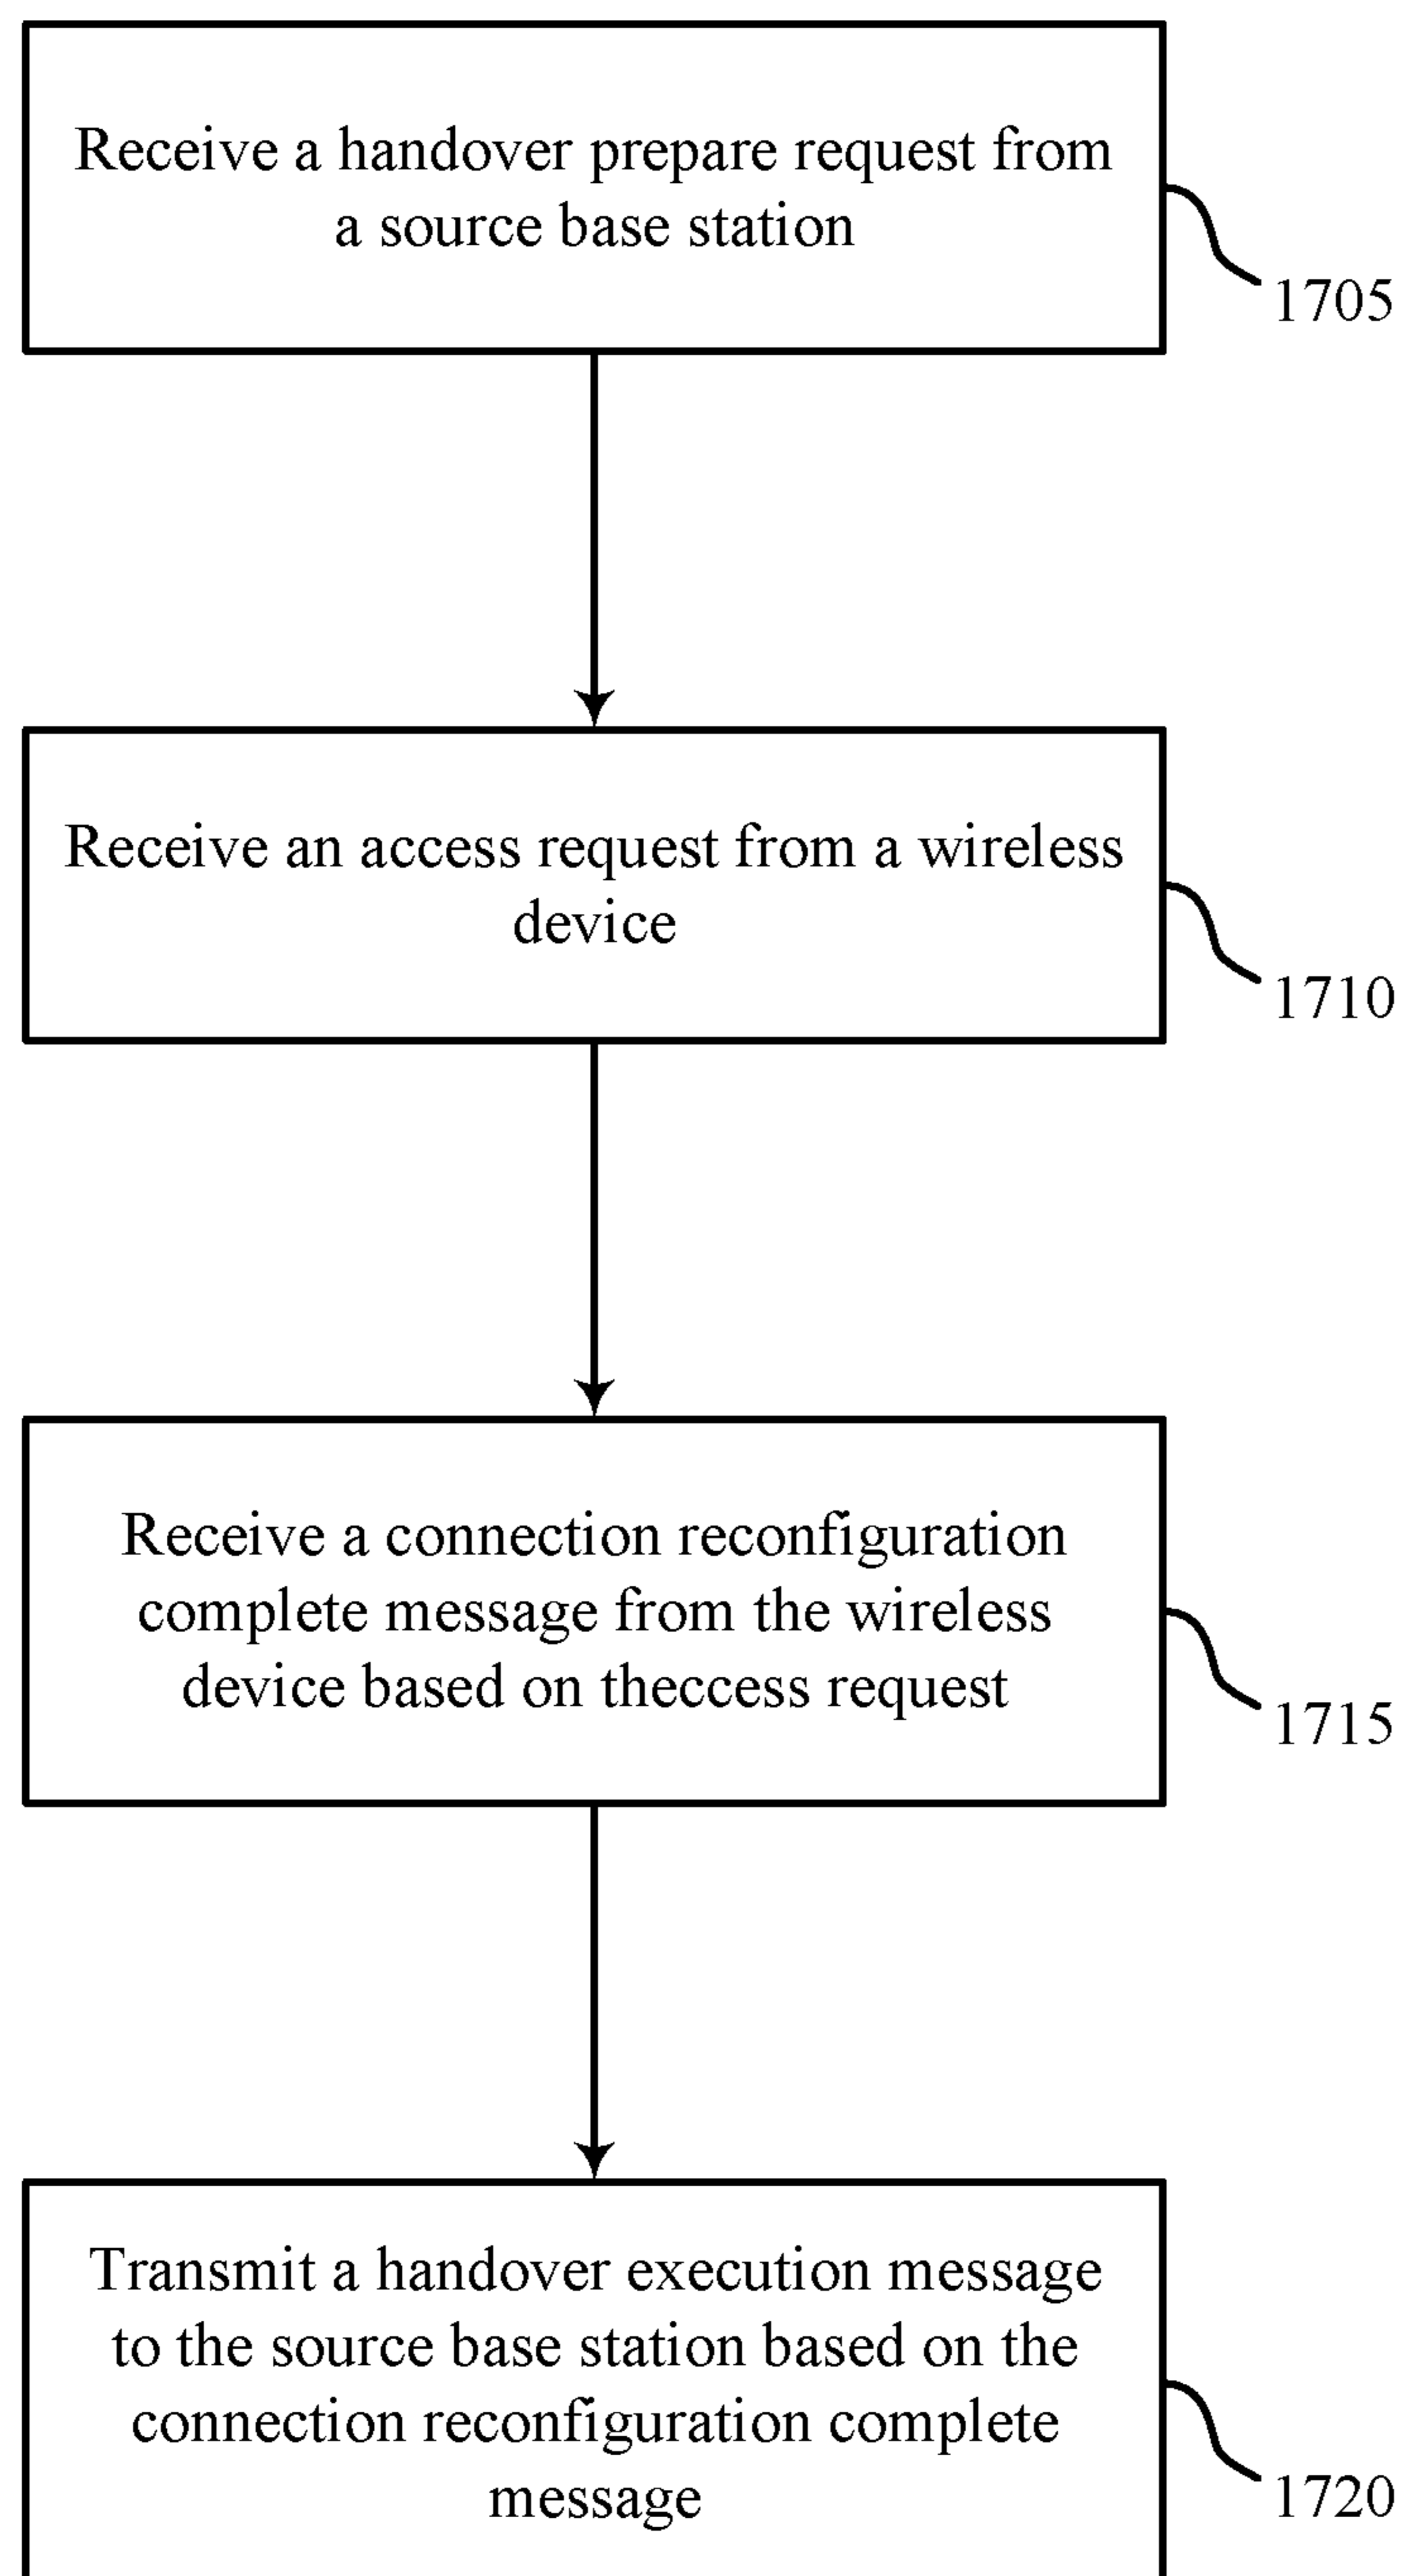 Receive a handover prepare request from
a source base station
1705
Receive an access request from a wireless
device
1710
Receive a connection reconfiguration
complete message from the wireless
device based on theccess request
1715
Transmit a handover execution message
to the source base station based on the
connection reconfiguration complete
message
1720